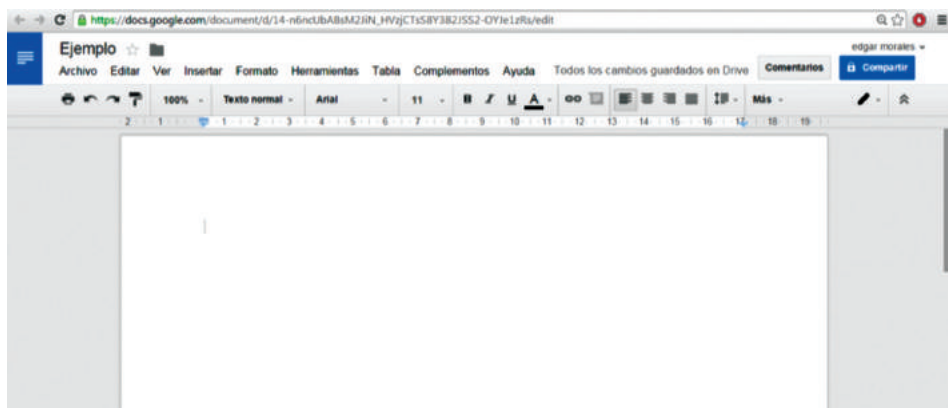 https://docs.google.com/document/d/14-n6ncUbABsM2JiN_HVzjCTsS8Y382JSS2-OYJe1zRs/edit
Ejemplo
edgar morales
Archivo Editar Ver Insertar Formato Herramientas Tabla Complementos Ayuda Todos los cambios guardados en Drive Comentarios Compartir
100% Texto normal Arial 11 B I U A Más
2 1 1 2 3 4 5 6 7 8 9 10 11 12 13 14 15 16 17 18 19